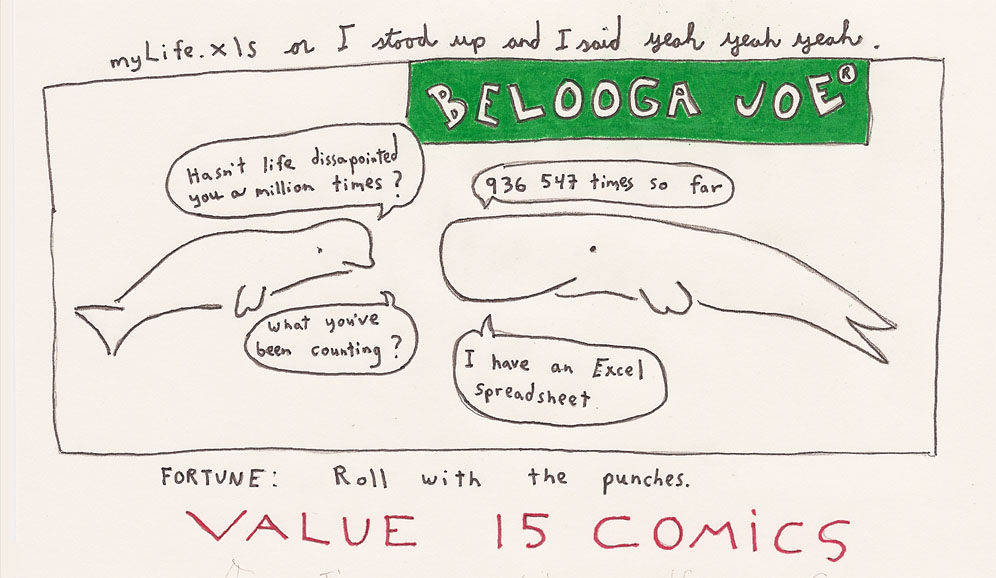 myLife.xls or I stood up and I said yeah yeah yeah.
BELOOGA JOE®
Hasn't life dissapointed
you a million times?
936 547 times so far
What you've
been counting?
I have an Excel
spreadsheet.
FORTUNE: Roll with the punches.
VALUE 15 COMiCS